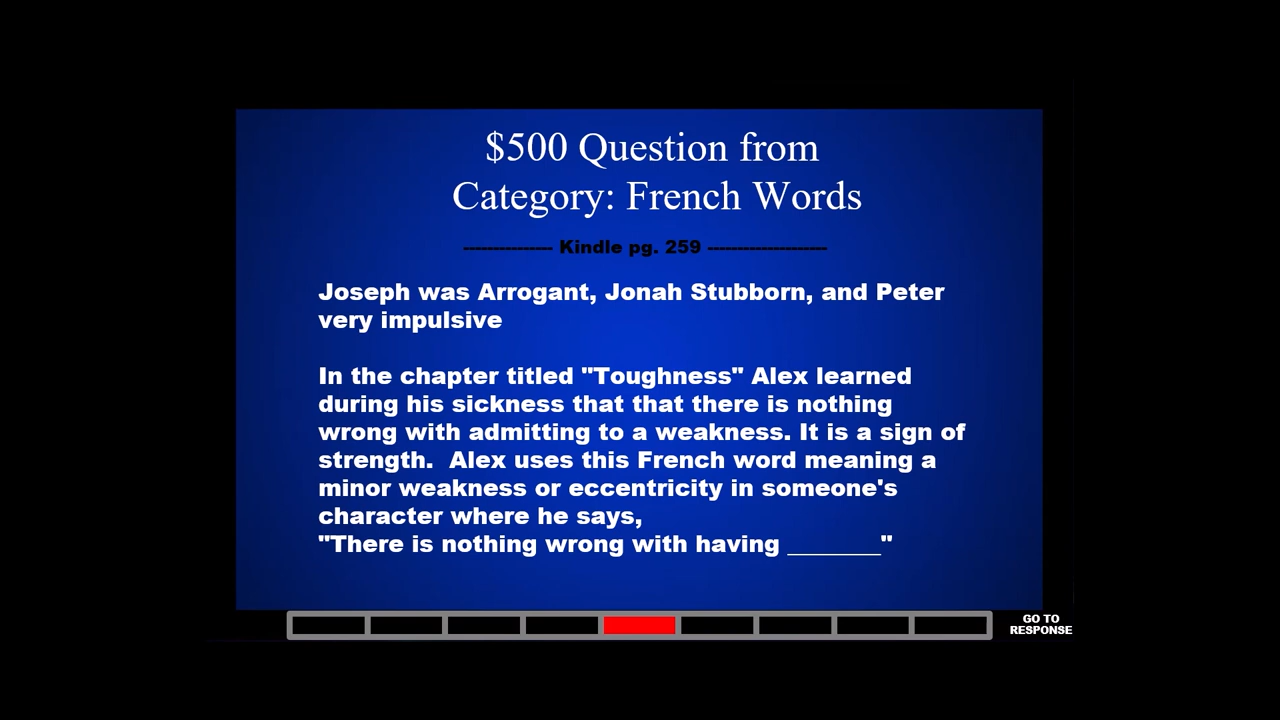 $500 Question from
Category: French Words
--------------- Kindle pg. 259 --------------------
Joseph was Arrogant, Jonah Stubborn, and Peter
very impulsive
In the chapter titled "Toughness" Alex learned
during his sickness that that there is nothing
wrong with admitting to a weakness. It is a sign of
strength.  Alex uses this French word meaning a
minor weakness or eccentricity in someone's
character where he says,
"There is nothing wrong with having _______"
GO TO
RESPONSE